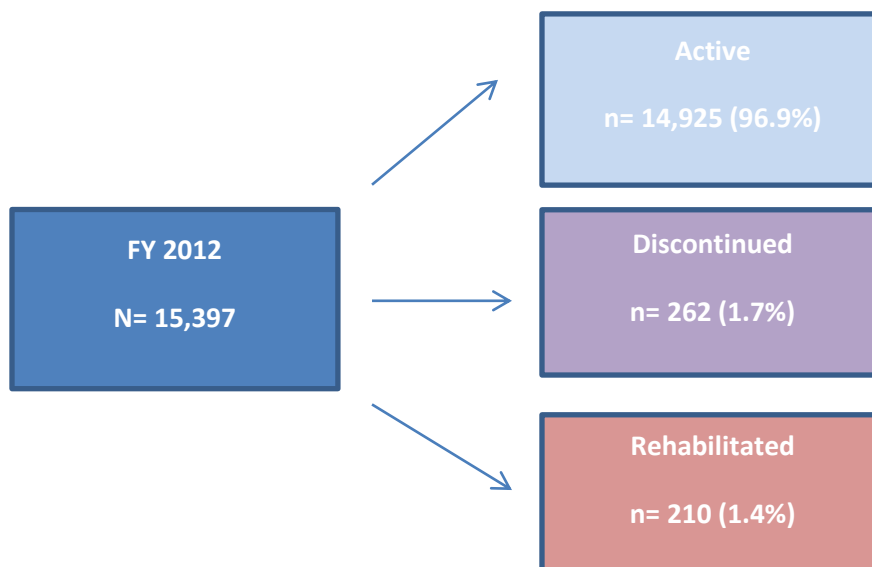 FY 2012
N= 15,397
Active
n= 14,925 (96.9%)
Discontinued
n= 262 (1.7%)
Rehabilitated
n= 210 (1.4%)